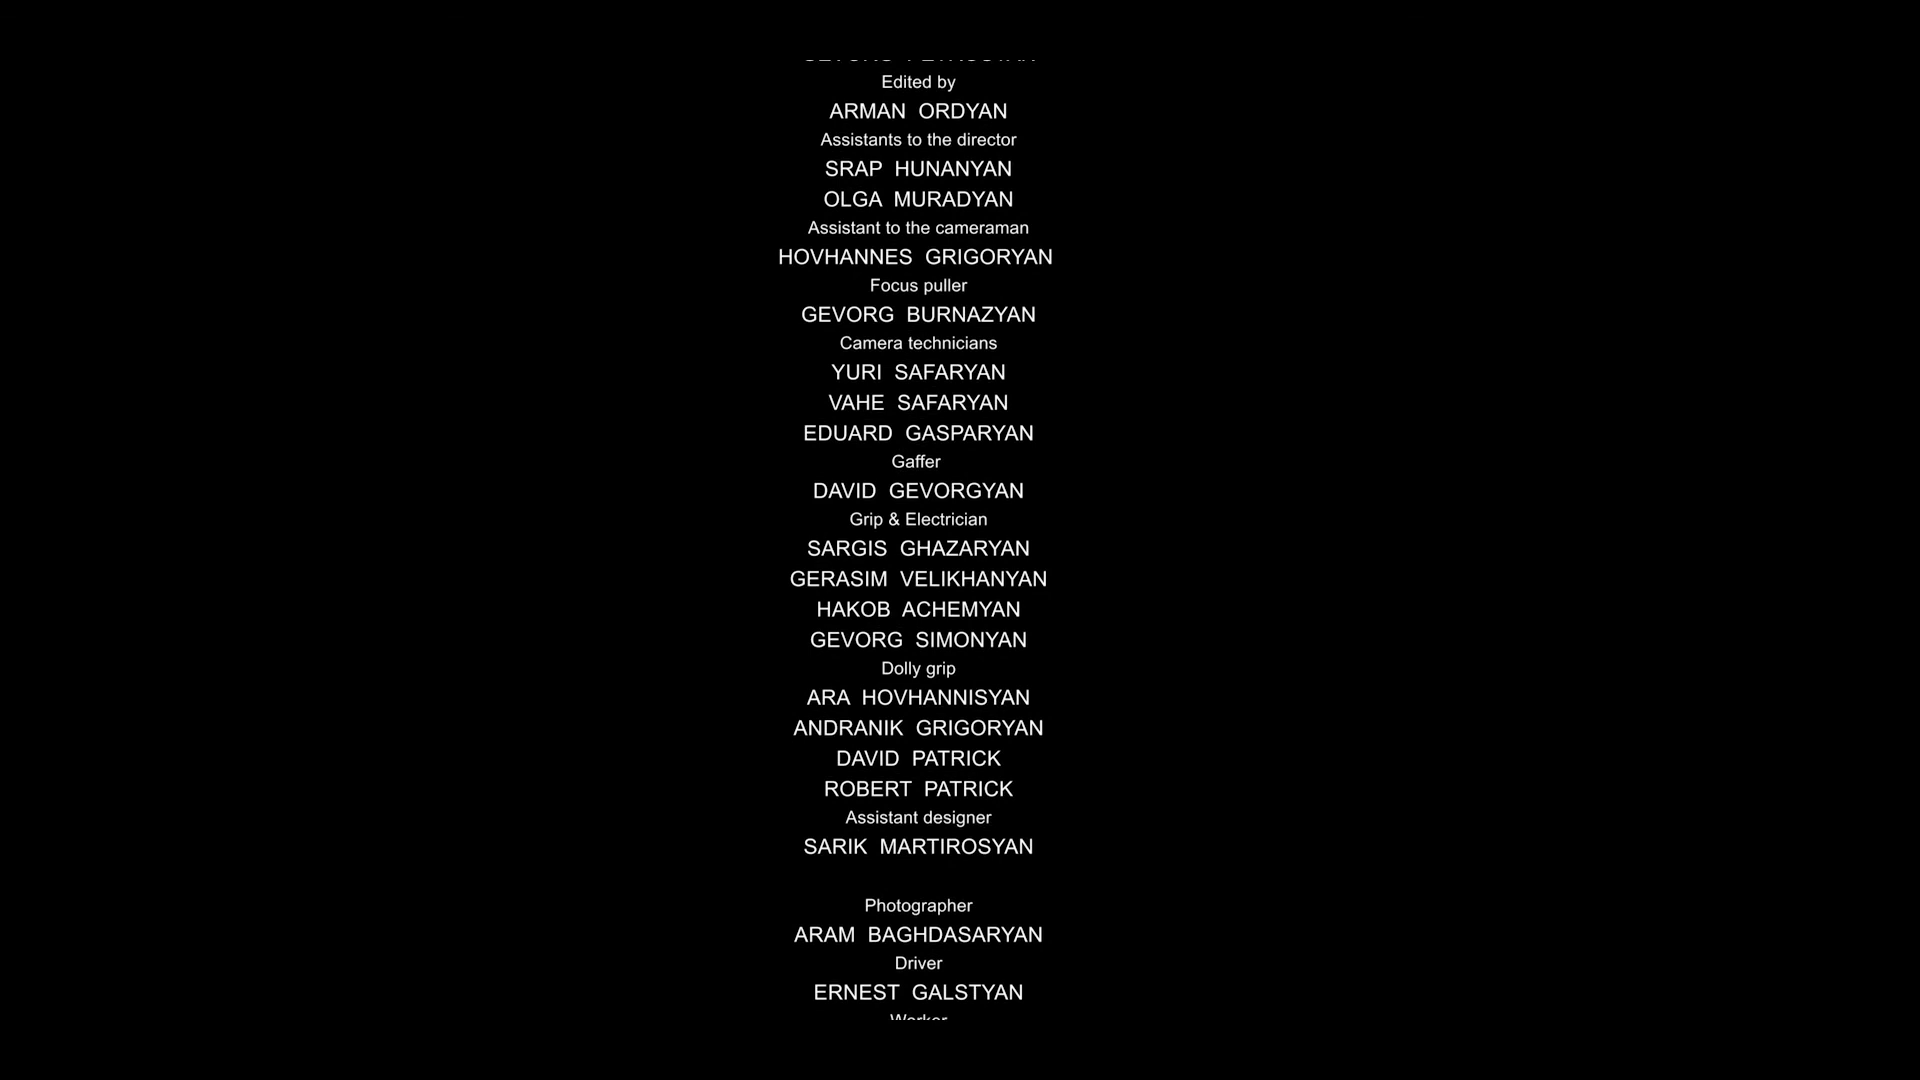 Edited by
ARMAN ORDYAN
Assistants to the director
SRAP HUNANYAN
OLGA MURADYAN
Assistant to the cameraman
HOVHANNES GRIGORYAN
Focus puller
GEVORG BURNAZYAN
Camera technicians
YURI SAFARYAN
VAHE SAFARYAN
EDUARD GASPARYAN
Gaffer
DAVID GEVORGYAN
Grip & Electrician
SARGIS GHAZARYAN
GERASIM VELIKHANYAN
HAKOB ACHEMYAN
GEVORG SIMONYAN
Dolly grip
ARA HOVHANNISYAN
ANDRANIK GRIGORYAN
DAVID PATRICK
ROBERT PATRICK
Assistant designer
SARIK MARTIROSYAN
Photographer
ARAM BAGHDASARYAN
Driver
ERNEST GALSTYAN
Worker